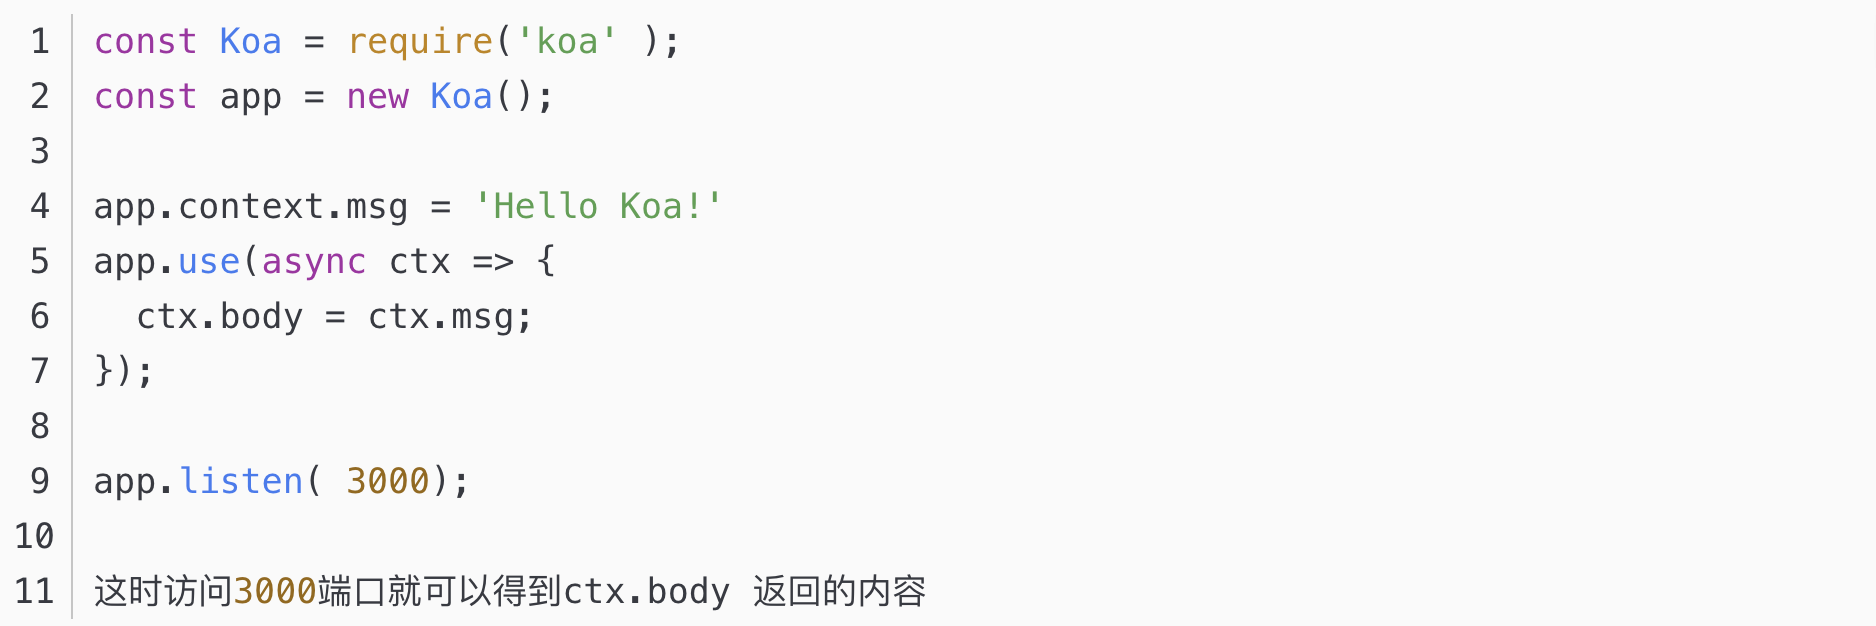 1 const Koa = require('koa' );
2 const app = new Koa();
3
4 app.context.msg = 'Hello Koa!'
5 app.use(async ctx => {
6   ctx.body = ctx.msg;
7 });
8
9 app.listen( 3000);
10
11 这时访问3000端口就可以得到ctx.body 返回的内容